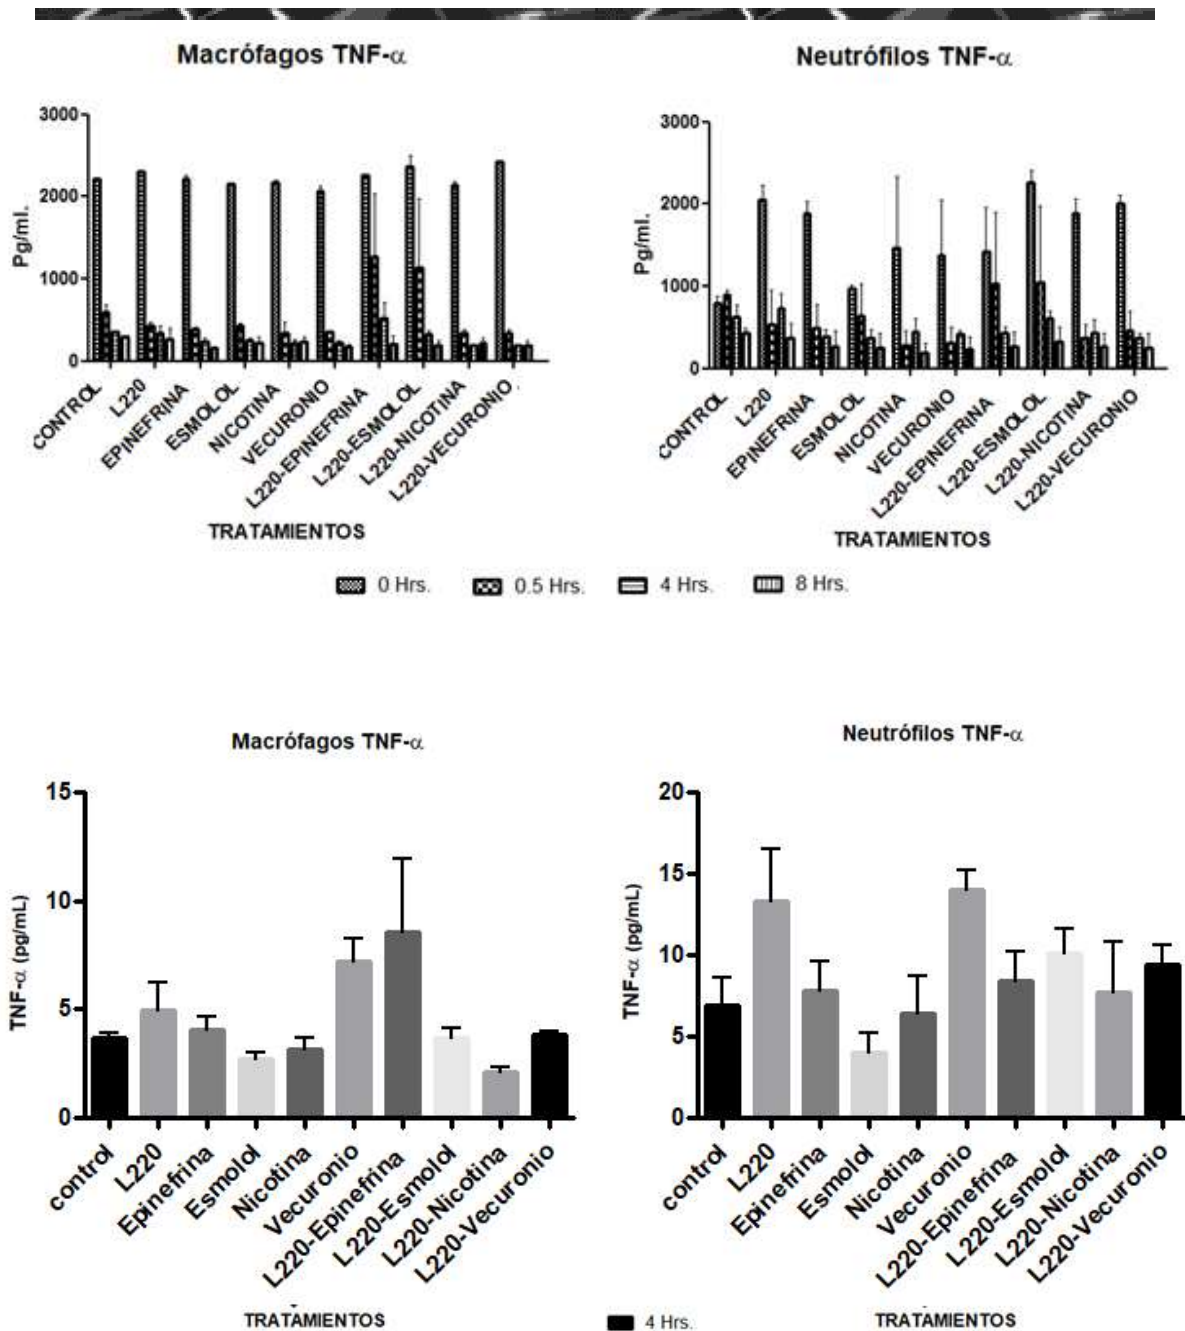 Macrófagos TNF-α
Neutrófilos TNF-α
3000
2000
1000
0
Pg/ml.
CONTROL
L220
EPINEFRINA
ESMOLOL
NICOTINA
VECURONIO
L220-EPINEFRINA
L220-ESMOLOL
L220-NICOTINA
L220-VECURONIO
TRATAMIENTOS
3000
2000
1000
0
Pg/ml.
CONTROL
L220
EPINEFRINA
ESMOLOL
NICOTINA
VECURONIO
L220-EPINEFRINA
L220-ESMOLOL
L220-NICOTINA
L220-VECURONIO
TRATAMIENTOS
0 Hrs. 0.5 Hrs. 4 Hrs. 8 Hrs.
Macrófagos TNF-α
Neutrófilos TNF-α
15
10
5
0
TNF-α (pg/mL)
control
L220
Epinefrina
Esmolol
Nicotina
Vecuronio
L220-Epinefrina
L220-Esmolol
L220-Nicotina
L220-Vecuronio
TRATAMIENTOS
20
15
10
5
0
TNF-α (pg/mL)
control
L220
Epinefrina
Esmolol
Nicotina
Vecuronio
L220-Epinefrina
L220-Esmolol
L220-Nicotina
L220-Vecuronio
TRATAMIENTOS
4 Hrs.